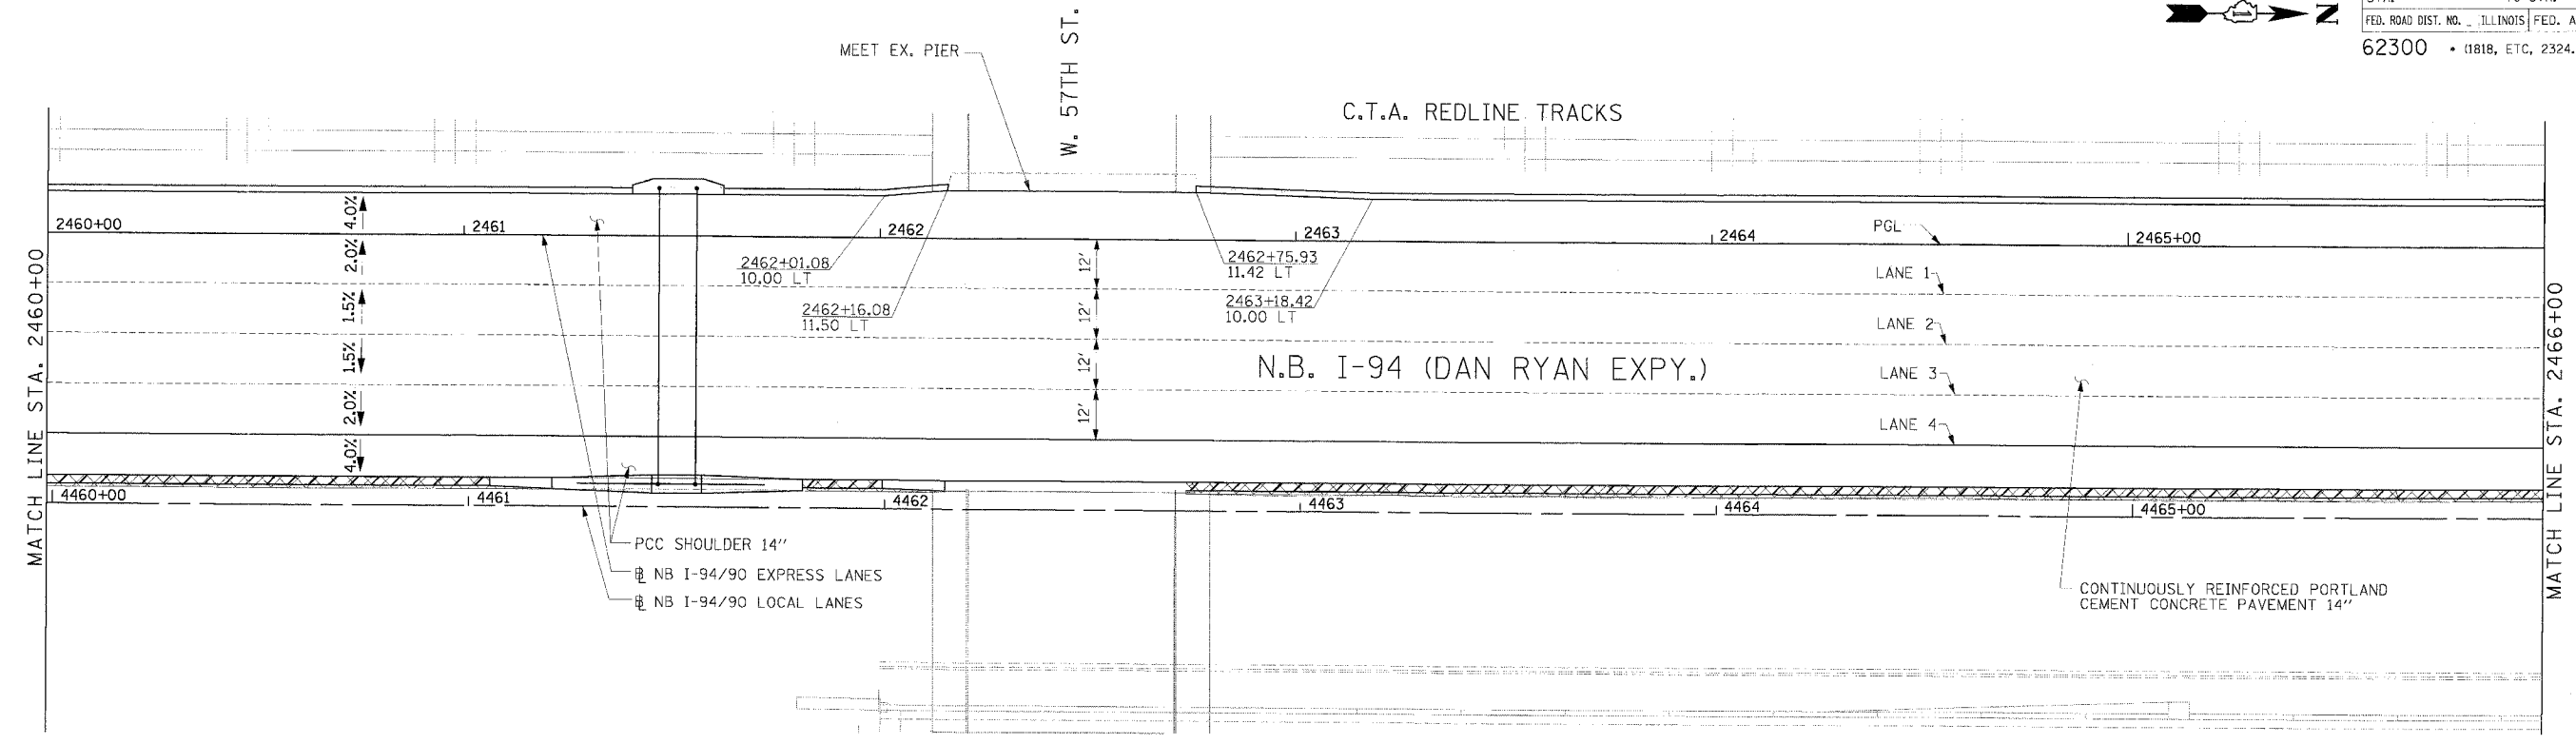 N
FED. ROAD DIST. NO. _ ILLINOIS FED. A
62300 • (1818, ETC, 2324.
W. 57TH ST.
MEET EX. PIER
C.T.A. REDLINE TRACKS
MATCH LINE STA. 2460+00
2460+00
2461
2462
2463
2464
2465+00
PGL
4.0%
2.0%
1.5%
1.5%
2.0%
4.0%
2462+01.08
10.00 LT
2462+16.08
11.50 LT
2462+75.93
11.42 LT
2463+18.42
10.00 LT
12'
12'
12'
12'
LANE 1
LANE 2
LANE 3
LANE 4
N.B. I-94 (DAN RYAN EXPY.)
4460+00
4461
4462
4463
4464
4465+00
PCC SHOULDER 14"
℄ NB I-94/90 EXPRESS LANES
℄ NB I-94/90 LOCAL LANES
CONTINUOUSLY REINFORCED PORTLAND
CEMENT CONCRETE PAVEMENT 14"
MATCH LINE STA. 2466+00